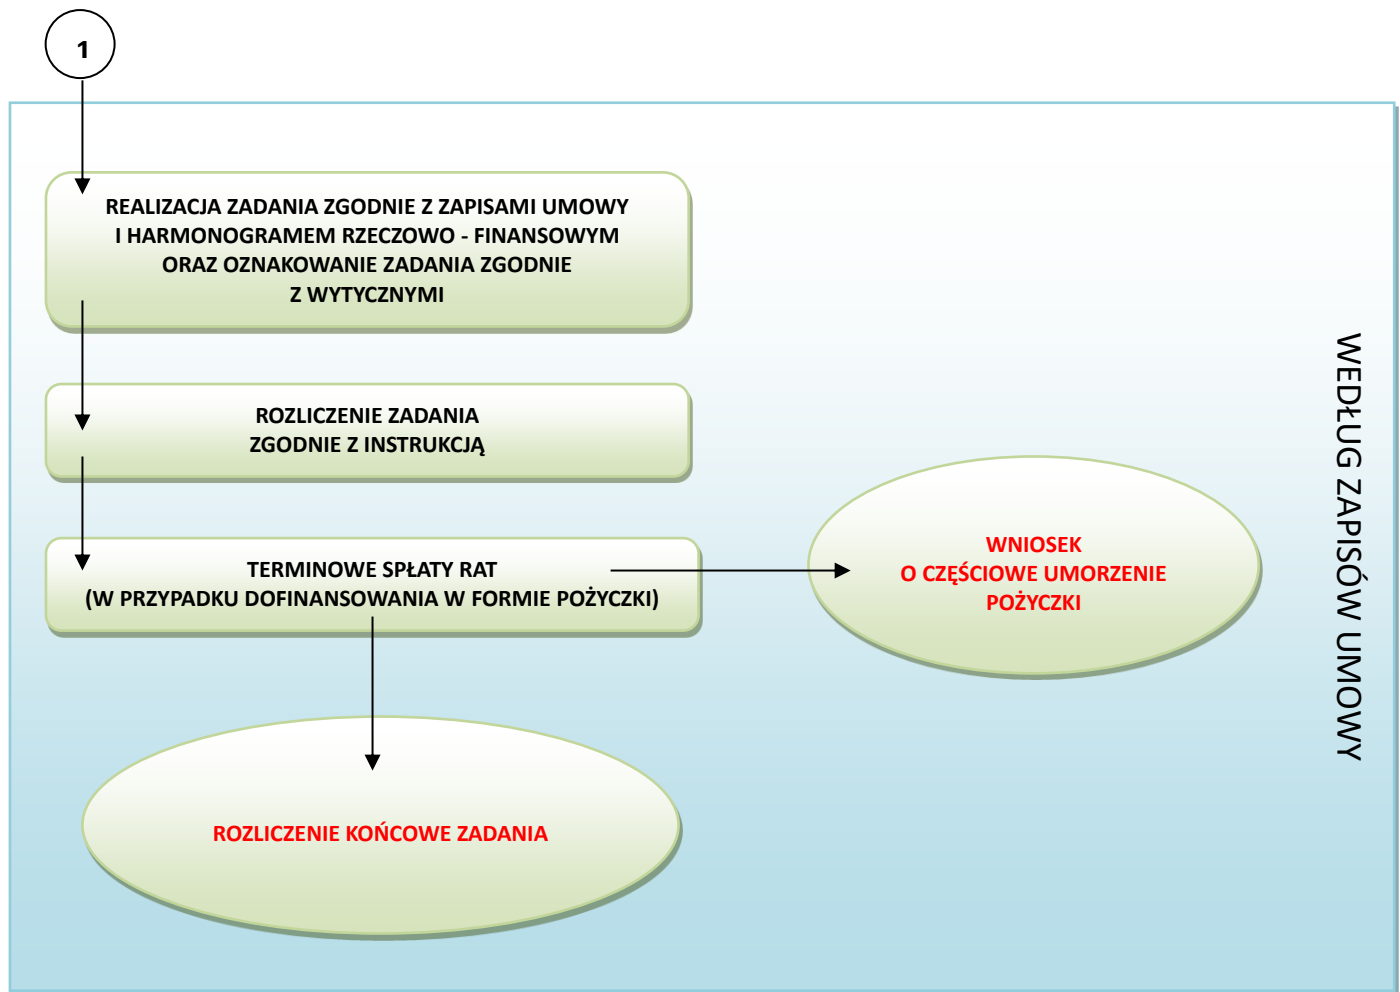 1
REALIZACJA ZADANIA ZGODNIE Z ZAPISAMI UMOWY
I HARMONOGRAMEM RZECZOWO - FINANSOWYM
ORAZ OZNAKOWANIE ZADANIA ZGODNIE
Z WYTYCZNYMI
ROZLICZENIE ZADANIA
ZGODNIE Z INSTRUKCJĄ
TERMINOWE SPŁATY RAT
(W PRZYPADKU DOFINANSOWANIA W FORMIE POŻYCZKI)
WNIOSEK
O CZĘŚCIOWE UMORZENIE
POŻYCZKI
ROZLICZENIE KOŃCOWE ZADANIA
WEDŁUG ZAPISÓW UMOWY